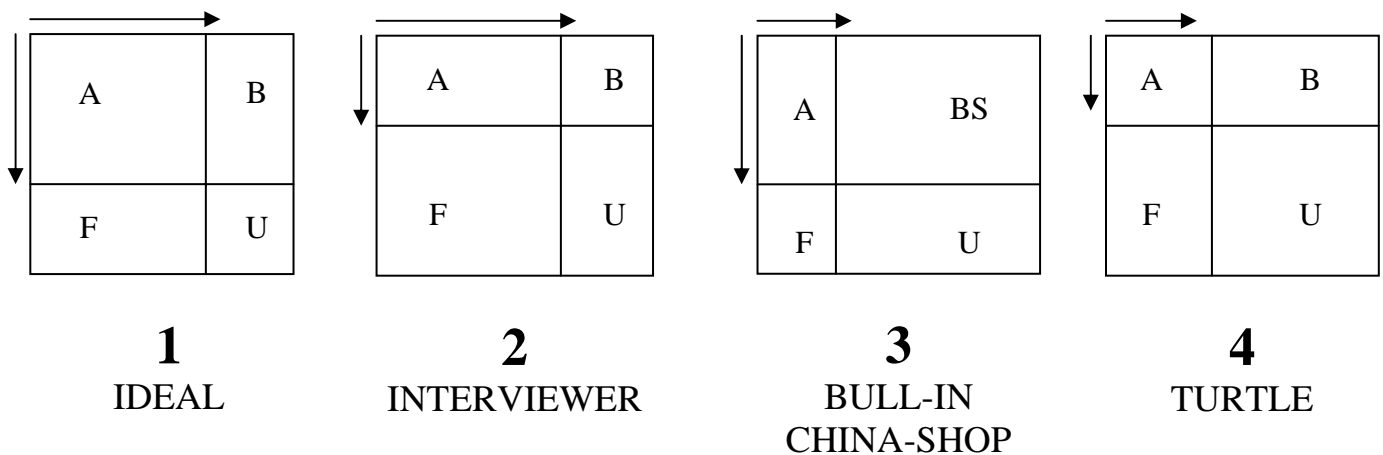 A B
F U
A B
F U
A BS
F U
A B
F U
1
IDEAL
2
INTERVIEWER
3
BULL-IN
CHINA-SHOP
4
TURTLE